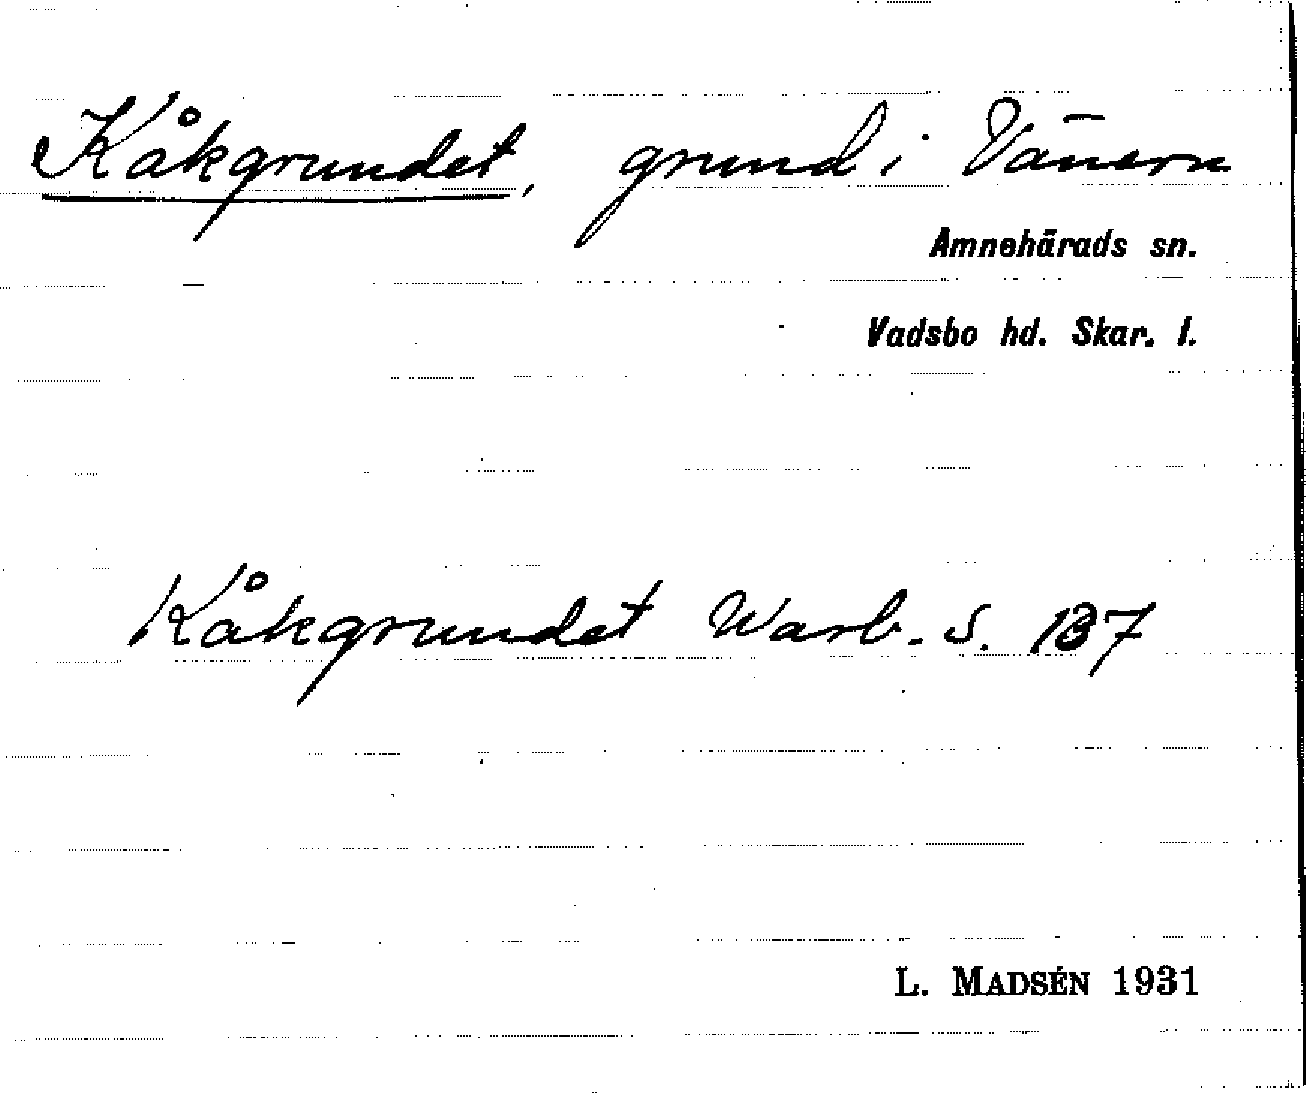 Kåkgrundet, grund i Vänern
Amnehärads sn.
Vadsbo hd. Skar. l.
Kåkgrundet Warb. S. 137
L. MADSÉN 1931